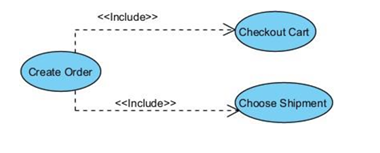 <<Include>>
Checkout Cart
Create Order
<<Include>>
Choose Shipment